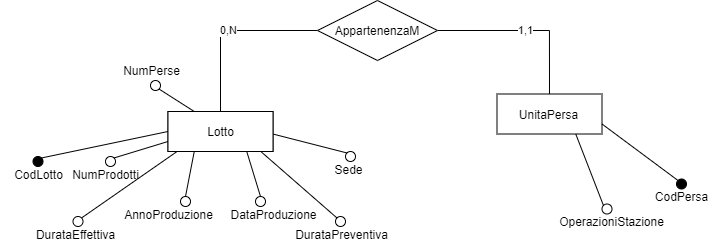 0,N
AppartenenzaM
1,1
NumPerse
UnitaPersa
Lotto
CodLotto
NumProdotti
Sede
CodPersa
AnnoProduzione
DataProduzione
OperazioniStazione
DurataEffettiva
DurataPreventiva